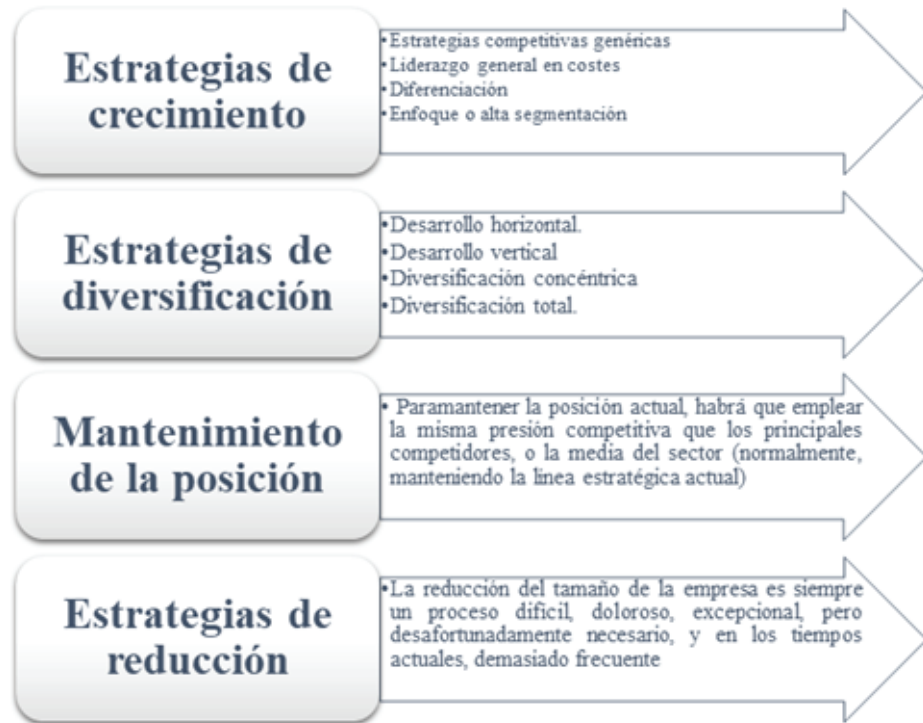 Estrategias de
crecimiento
•Estrategias competitivas genéricas
•Liderazgo general en costes
•Diferenciación
•Enfoque o alta segmentación
Estrategias de
diversificación
•Desarrollo horizontal.
•Desarrollo vertical
•Diversificación concéntrica
•Diversificación total.
Mantenimiento
de la posición
• Paramantener la posición actual, habrá que emplear
la misma presión competitiva que los principales
competidores, o la media del sector (normalmente,
manteniendo la linea estratégica actual)
Estrategias de
reducción
•La reducción del tamaño de la empresa es siempre
un proceso difícil, doloroso, excepcional, pero
desafortunadamente necesario, y en los tiempos
actuales, demasiado frecuente